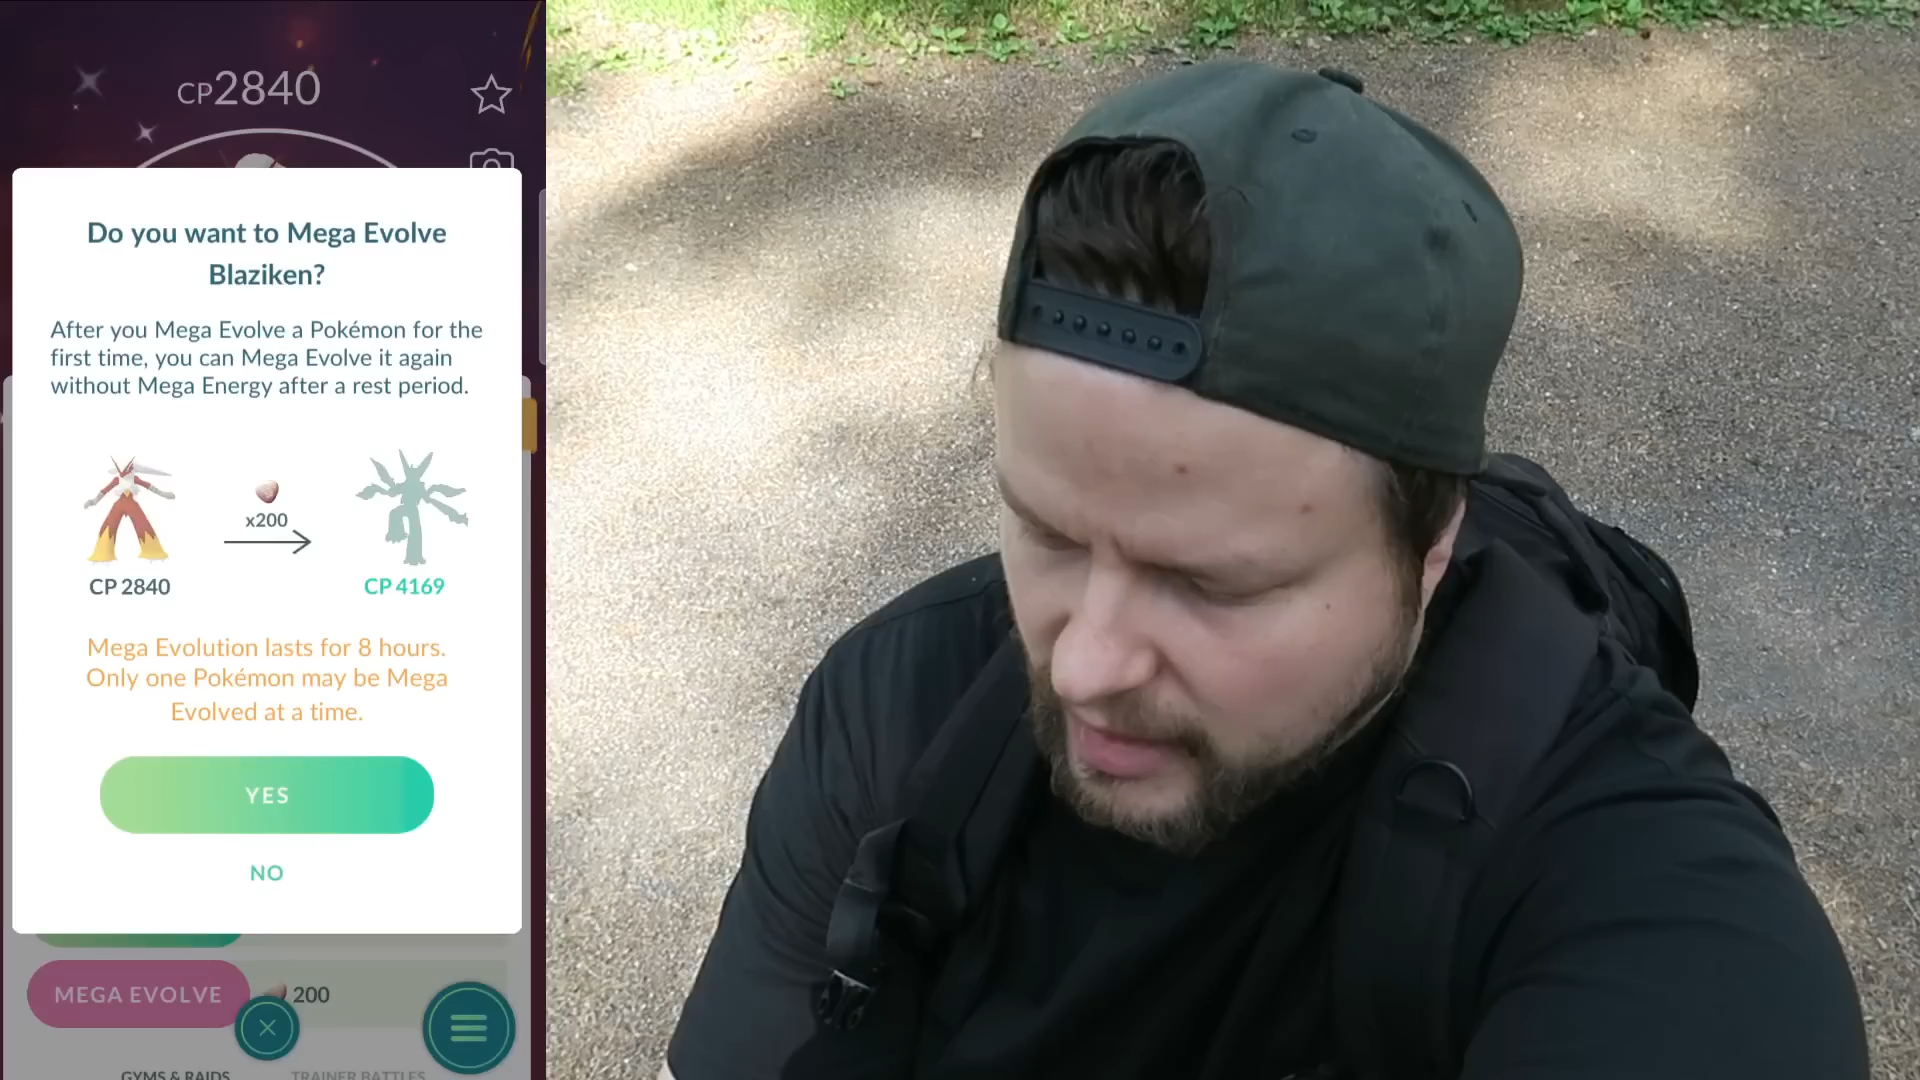 CP2840
Do you want to Mega Evolve
Blaziken?
After you Mega Evolve a Pokémon for the
first time, you can Mega Evolve it again
without Mega Energy after a rest period.
x200
CP 2840
CP 4169
Mega Evolution lasts for 8 hours.
Only one Pokémon may be Mega
Evolved at a time.
YES
NO
MEGA EVOLVE
200
GYMS & RAIDS
TRAINER BATTLES